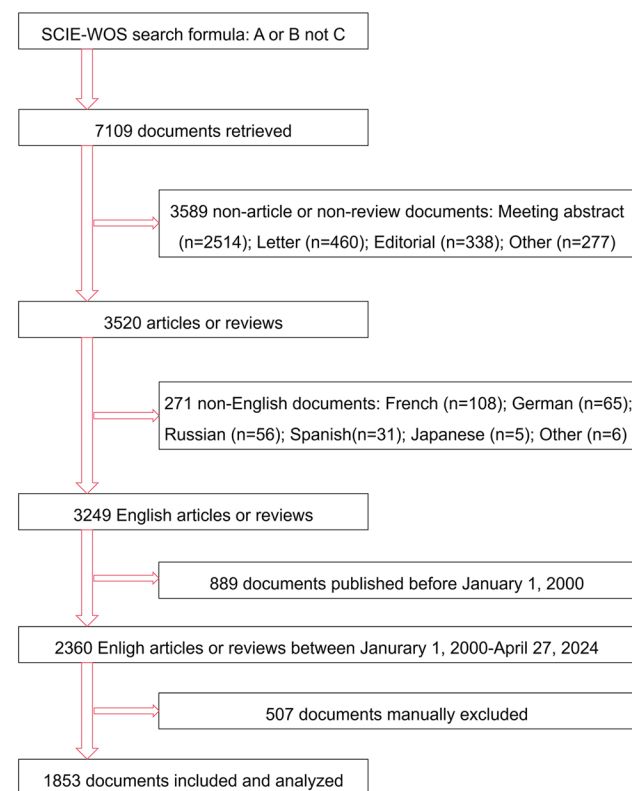 SCIE-WOS search formula: A or B not C
7109 documents retrieved
3589 non-article or non-review documents: Meeting abstract
(n=2514); Letter (n=460); Editorial (n=338); Other (n=277)
3520 articles or reviews
271 non-English documents: French (n=108); German (n=65);
Russian (n=56); Spanish(n=31); Japanese (n=5); Other (n=6)
3249 English articles or reviews
889 documents published before January 1, 2000
2360 Enligh articles or reviews between Janurary 1, 2000-April 27, 2024
507 documents manually excluded
1853 documents included and analyzed